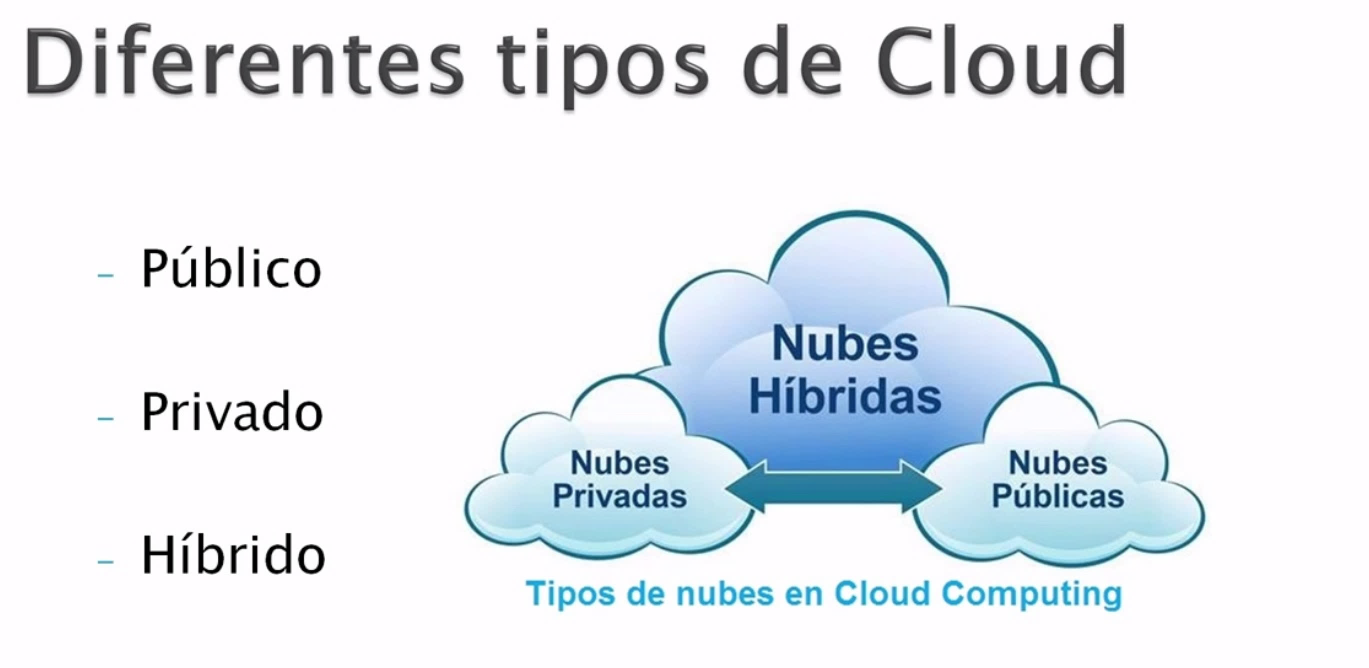 Diferentes tipos de Cloud
- Público
- Privado
- Híbrido
Nubes
Híbridas
Nubes
Privadas
Nubes
Públicas
Tipos de nubes en Cloud Computing